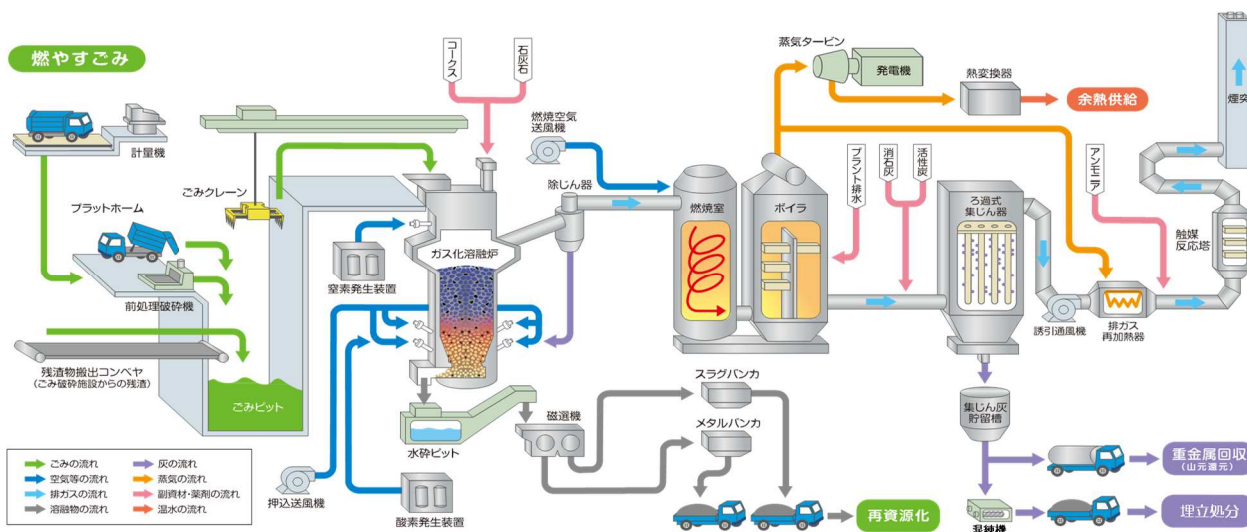 燃やすごみ
計量機
プラットホーム
前処理破砕機
残渣物搬出コンベヤ
(ごみ破砕施設からの残渣)
ごみピット
ごみクレーン
コークス
石灰石
ガス化溶融炉
窒素発生装置
押込送風機
酸素発生装置
水砕ピット
磁選機
スラグバンカ
メタルバンカ
再資源化
除じん器
燃焼空気
送風機
燃焼室
ボイラ
蒸気タービン
発電機
熱変換器
余熱供給
プラント排水
消石灰
活性炭
ろ過式
集じん器
誘引通風機
排ガス
再加熱器
アンモニア
触媒
反応塔
煙突
集じん灰
貯留槽
混練機
重金属回収
(山元還元)
埋立処分
ごみの流れ
空気等の流れ
排ガスの流れ
溶融物の流れ
灰の流れ
蒸気の流れ
副資材・薬剤の流れ
温水の流れ